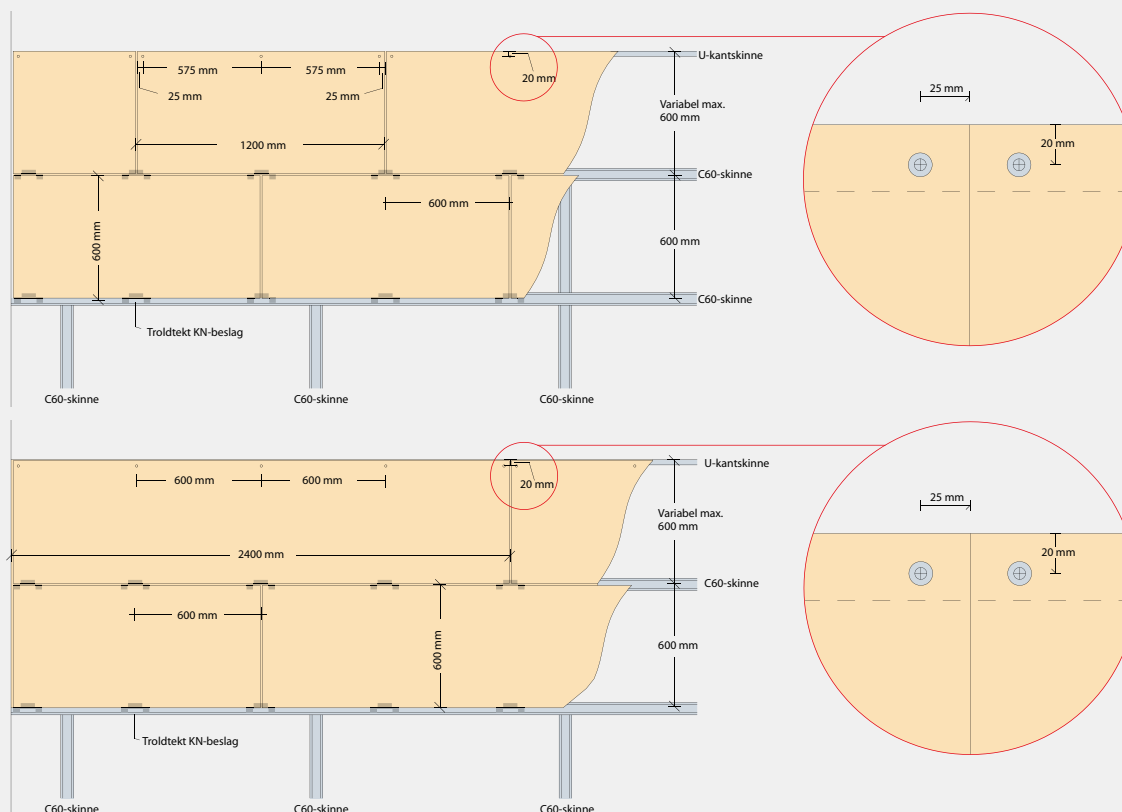 U-kantskinne
575 mm
575 mm
20 mm
25 mm
25 mm
Variabel max.
600 mm
1200 mm
C60-skinne
600 mm
600 mm
600 mm
C60-skinne
Troldtekt KN-beslag
C60-skinne
C60-skinne
C60-skinne
25 mm
20 mm
U-kantskinne
600 mm
600 mm
20 mm
Variabel max.
600 mm
2400 mm
C60-skinne
600 mm
600 mm
600 mm
Troldtekt KN-beslag
C60-skinne
C60-skinne
C60-skinne
25 mm
20 mm